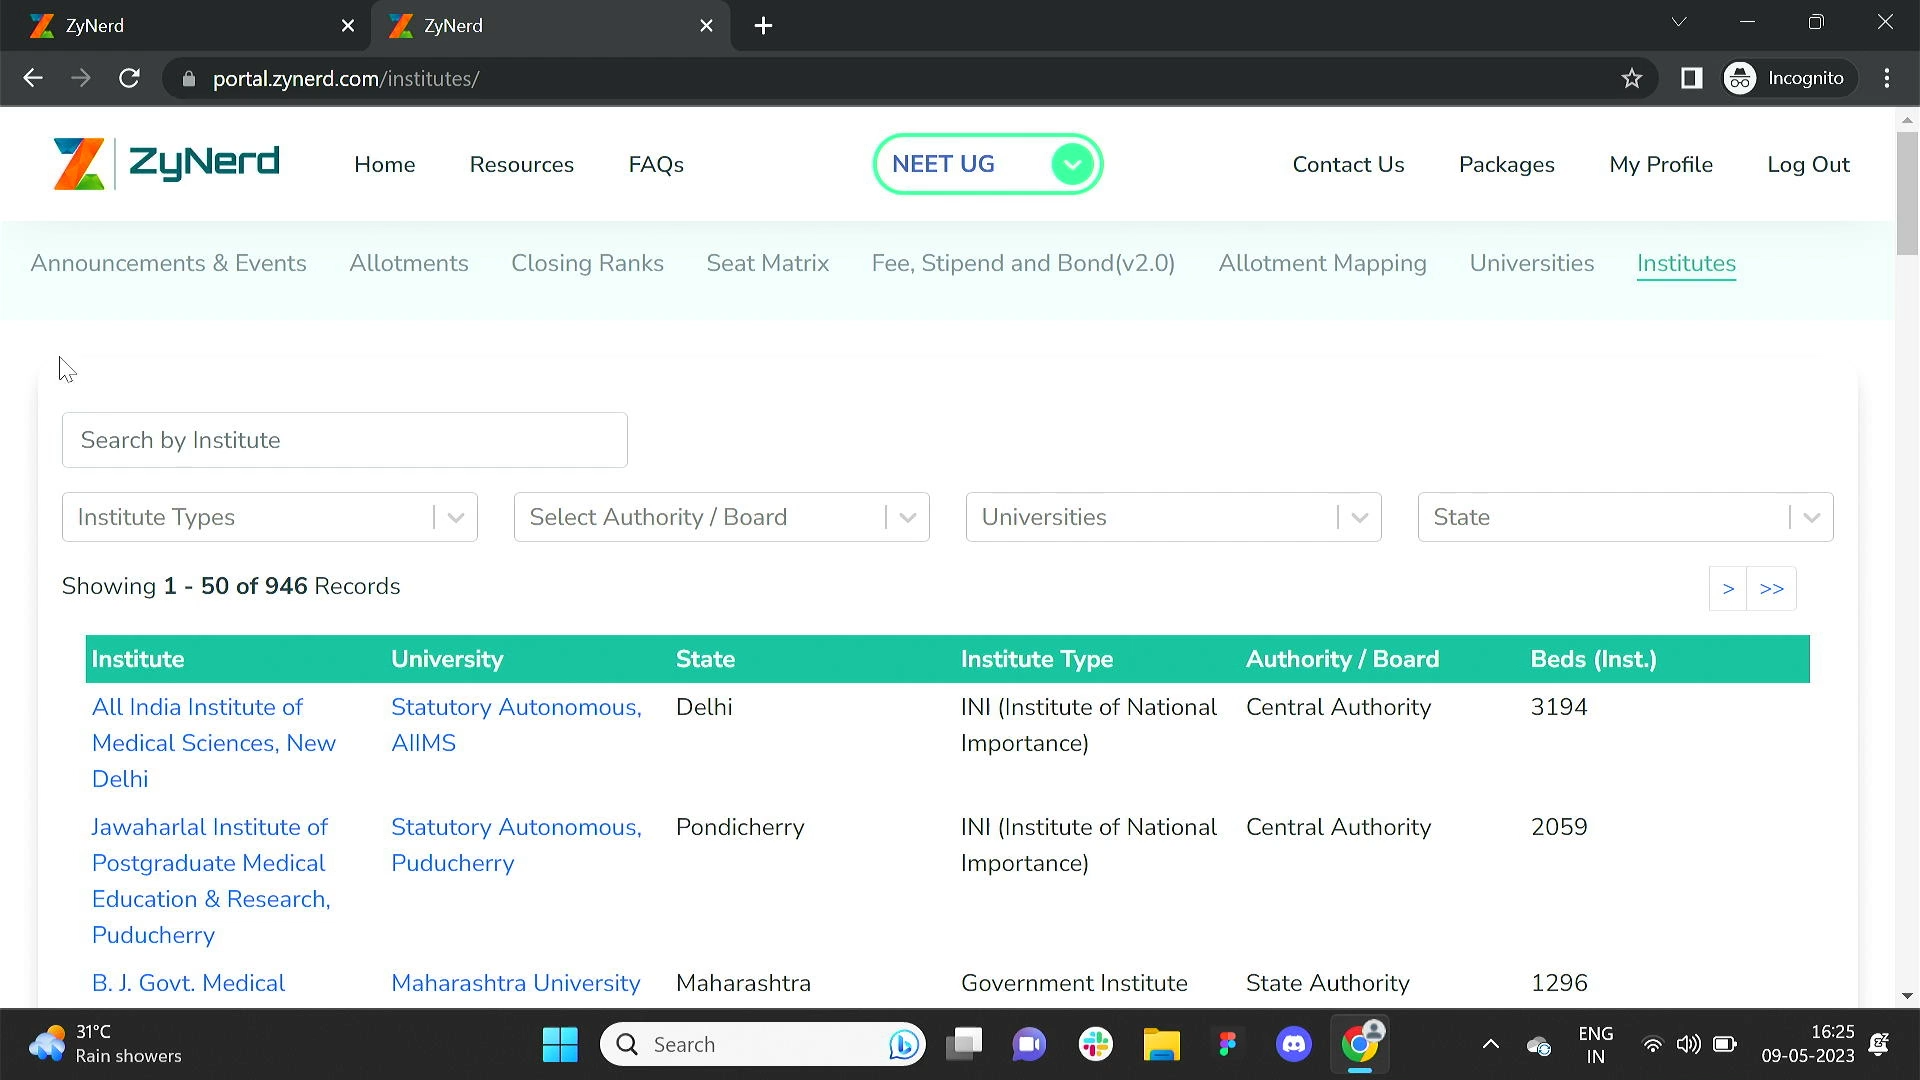 ZyNerd
ZyNerd
portal.zynerd.com/institutes/
Incognito
ZyNerd
Home
Resources
FAQs
NEET UG
Contact Us
Packages
My Profile
Log Out
Announcements & Events
Allotments
Closing Ranks
Seat Matrix
Fee, Stipend and Bond(v2.0)
Allotment Mapping
Universities
Institutes
Search by Institute
Institute Types
Select Authority / Board
Universities
State
Showing 1 - 50 of 946 Records
> >>
Institute
University
State
Institute Type
Authority / Board
Beds (Inst.)
All India Institute of
Medical Sciences, New
Delhi
Statutory Autonomous,
AIIMS
Delhi
INI (Institute of National
Importance)
Central Authority
3194
Jawaharlal Institute of
Postgraduate Medical
Education & Research,
Puducherry
Statutory Autonomous,
Puducherry
Pondicherry
INI (Institute of National
Importance)
Central Authority
2059
B. J. Govt. Medical
Maharashtra University
Maharashtra
Government Institute
State Authority
1296
31°C
Rain showers
Search
ENG
IN
16:25
09-05-2023